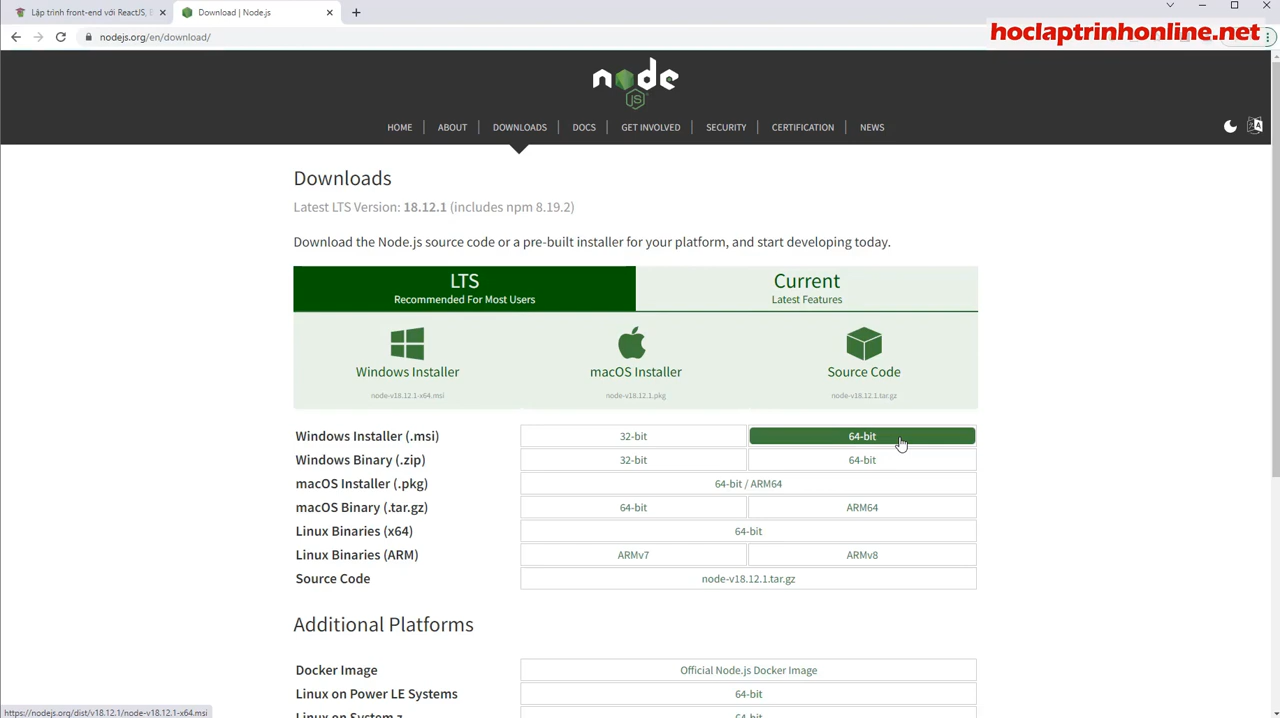 Lập trình front-end với ReactJS,
Download | Node.js
nodejs.org/en/download/
hoclaptrinhonline.net
node
JS
HOME
ABOUT
DOWNLOADS
DOCS
GET INVOLVED
SECURITY
CERTIFICATION
NEWS
Downloads
Latest LTS Version: 18.12.1 (includes npm 8.19.2)
Download the Node.js source code or a pre-built installer for your platform, and start developing today.
LTS
Recommended For Most Users
Current
Latest Features
Windows Installer
node-v18.12.1-x64.msi
macOS Installer
node-v18.12.1.pkg
Source Code
node-v18.12.1.tar.gz
Windows Installer (.msi)
32-bit
64-bit
Windows Binary (.zip)
32-bit
64-bit
macOS Installer (.pkg)
64-bit / ARM64
macOS Binary (.tar.gz)
64-bit
ARM64
Linux Binaries (x64)
64-bit
Linux Binaries (ARM)
ARMv7
ARMv8
Source Code
node-v18.12.1.tar.gz
Additional Platforms
Docker Image
Official Node.js Docker Image
Linux on Power LE Systems
64-bit
Linux on System z
64-bit
https://nodejs.org/dist/v18.12.1/node-v18.12.1-x64.msi